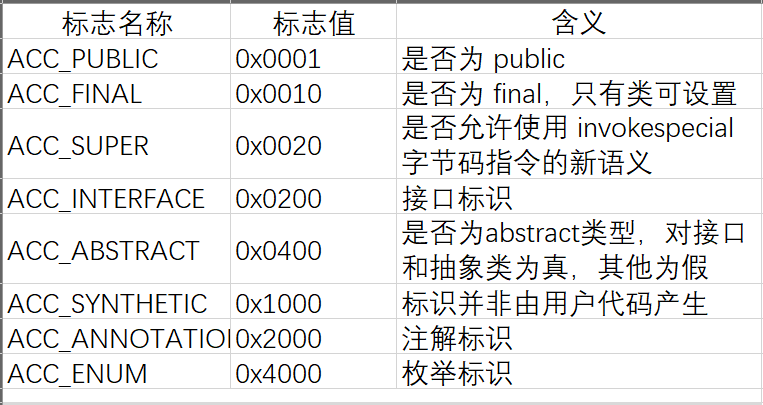 标志名称 标志值 含义
ACC_PUBLIC 0x0001 是否为 public
ACC_FINAL 0x0010 是否为 final，只有类可设置
ACC_SUPER 0x0020 是否允许使用 invokespecial
字节码指令的新语义
ACC_INTERFACE 0x0200 接口标识
ACC_ABSTRACT 0x0400 是否为abstract类型，对接口
和抽象类为真，其他为假
ACC_SYNTHETIC 0x1000 标识并非由用户代码产生
ACC_ANNOTATIO 0x2000 注解标识
ACC_ENUM 0x4000 枚举标识